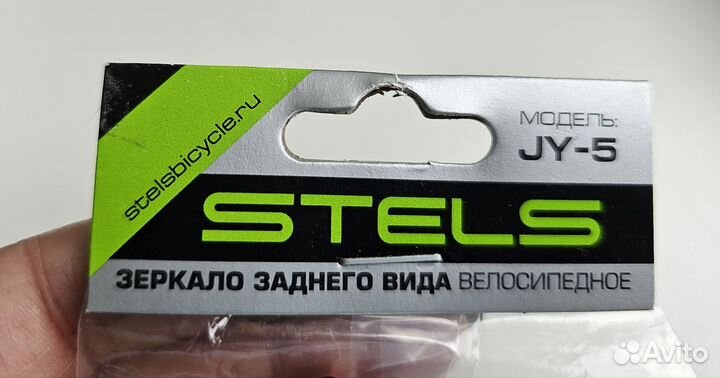 stelsbicycle.ru
МОДЕЛЬ:
JY-5
STELS
ЗЕРКАЛО ЗАДНЕГО ВИДА ВЕЛОСИПЕДНОЕ
Avito